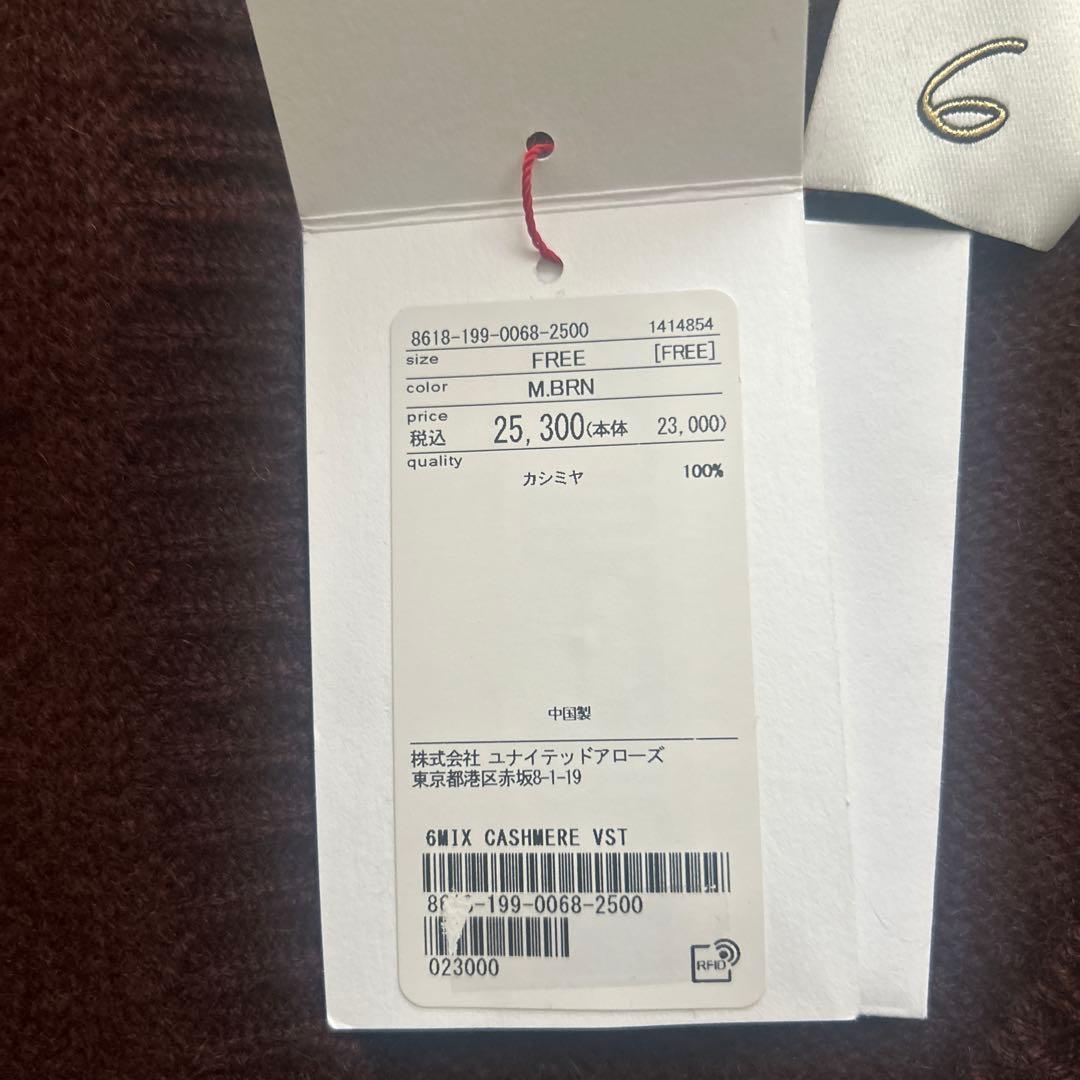 6
8618-199-0068-2500 1414854
size FREE [FREE]
color M.BRN
price
税込 25,300(本体 23,000)
quality
カシミヤ 100%
中国製
株式会社 ユナイテッドアローズ
東京都港区赤坂8-1-19
6MIX CASHMERE VST
-199-0068-2500
023000
RFID